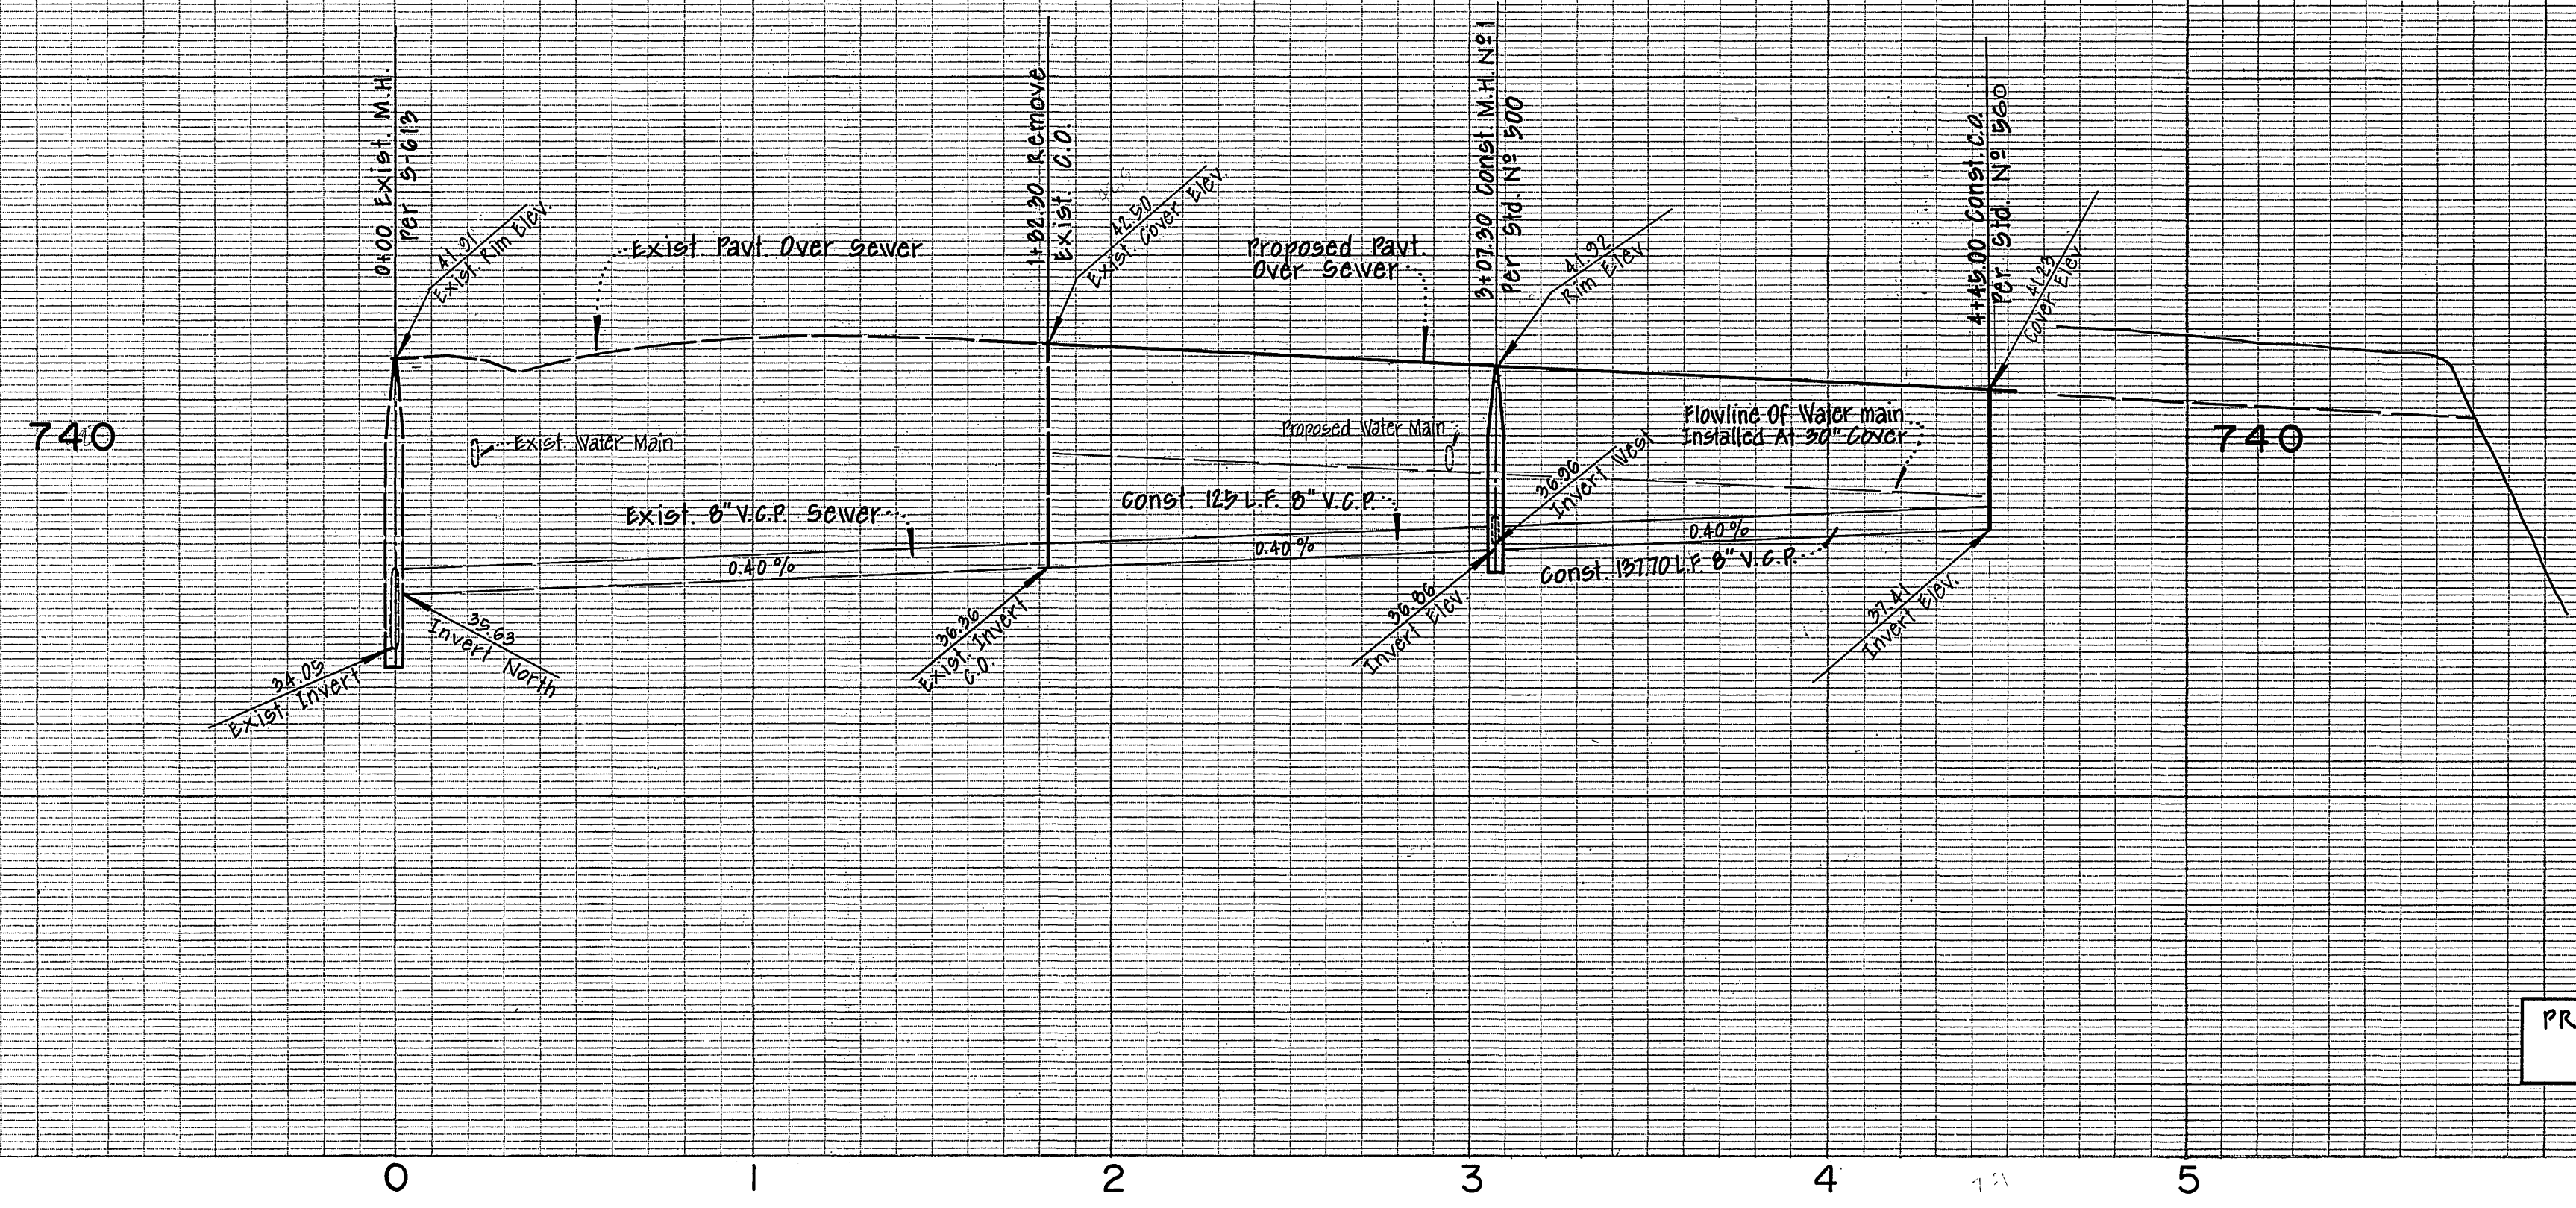 0+00 Exist. M.H.
Per S-613
41.91
Exist. Rim Elev.
Exist. Pavt. Over Sewer
1+82.30 Remove
Exist. C.O.
42.50
Exist. Cover Elev.
Proposed Pavt.
Over Sewer
3+07.30 Const. M.H. Nº 1
Per Std. Nº 500
41.92
Rim Elev
4+45.00 Const. C.O.
Per Std. Nº 560
41.23
Cover Elev.
740
Exist. Water Main
Proposed Water Main
Flowline Of Water main
Installed At 30" Cover
740
Exist. 8" V.C.P. Sewer
Const. 125 L.F. 8" V.C.P.
36.96
Invert West
0.40%
0.40%
0.40%
Const. 137.70 L.F. 8" V.C.P.
34.05
Exist. Invert
35.63
Invert North
36.36
Exist. Invert
C.O.
36.86
Invert Elev.
37.41
Invert Elev.
PR
0 1 2 3 4 5